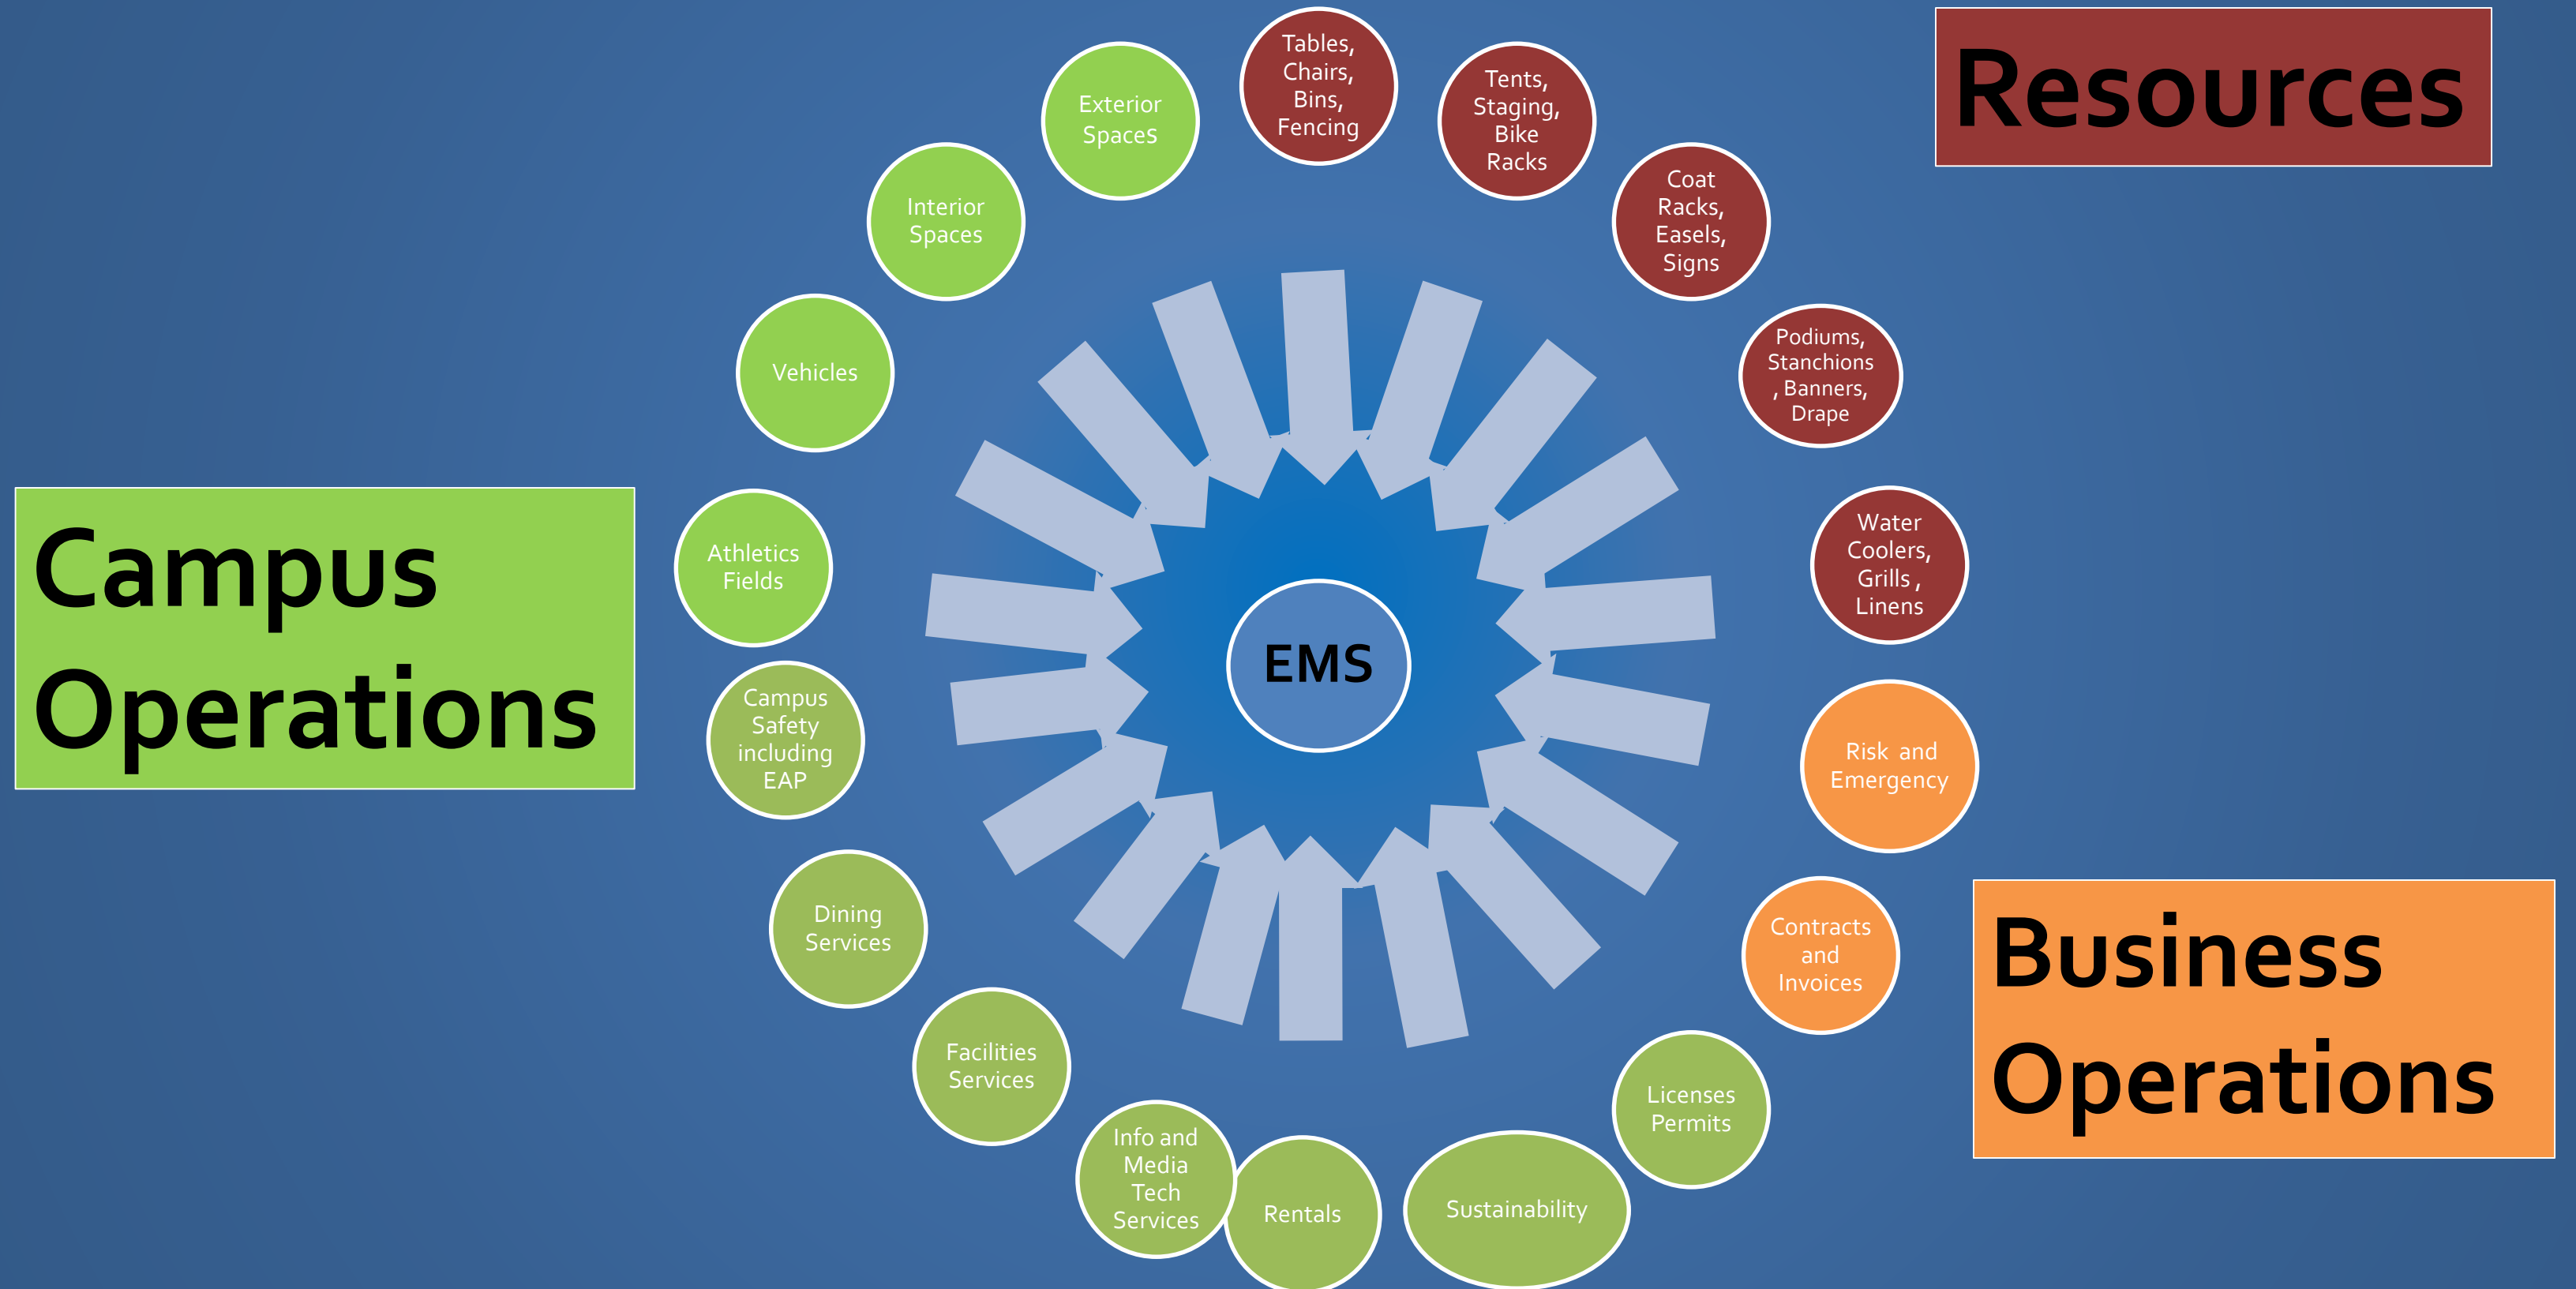 Resources
Tables,
Chairs,
Bins,
Fencing
Tents,
Staging,
Bike
Racks
Coat
Racks,
Easels,
Signs
Podiums,
Stanchions
, Banners,
Drape
Water
Coolers,
Grills ,
Linens
Risk and
Emergency
Contracts
and
Invoices
Business
Operations
Licenses
Permits
Sustainability
Rentals
Info and
Media
Tech
Services
Facilities
Services
Dining
Services
Campus
Safety
including
EAP
Campus
Operations
Athletics
Fields
Vehicles
Interior
Spaces
Exterior
Spaces
EMS